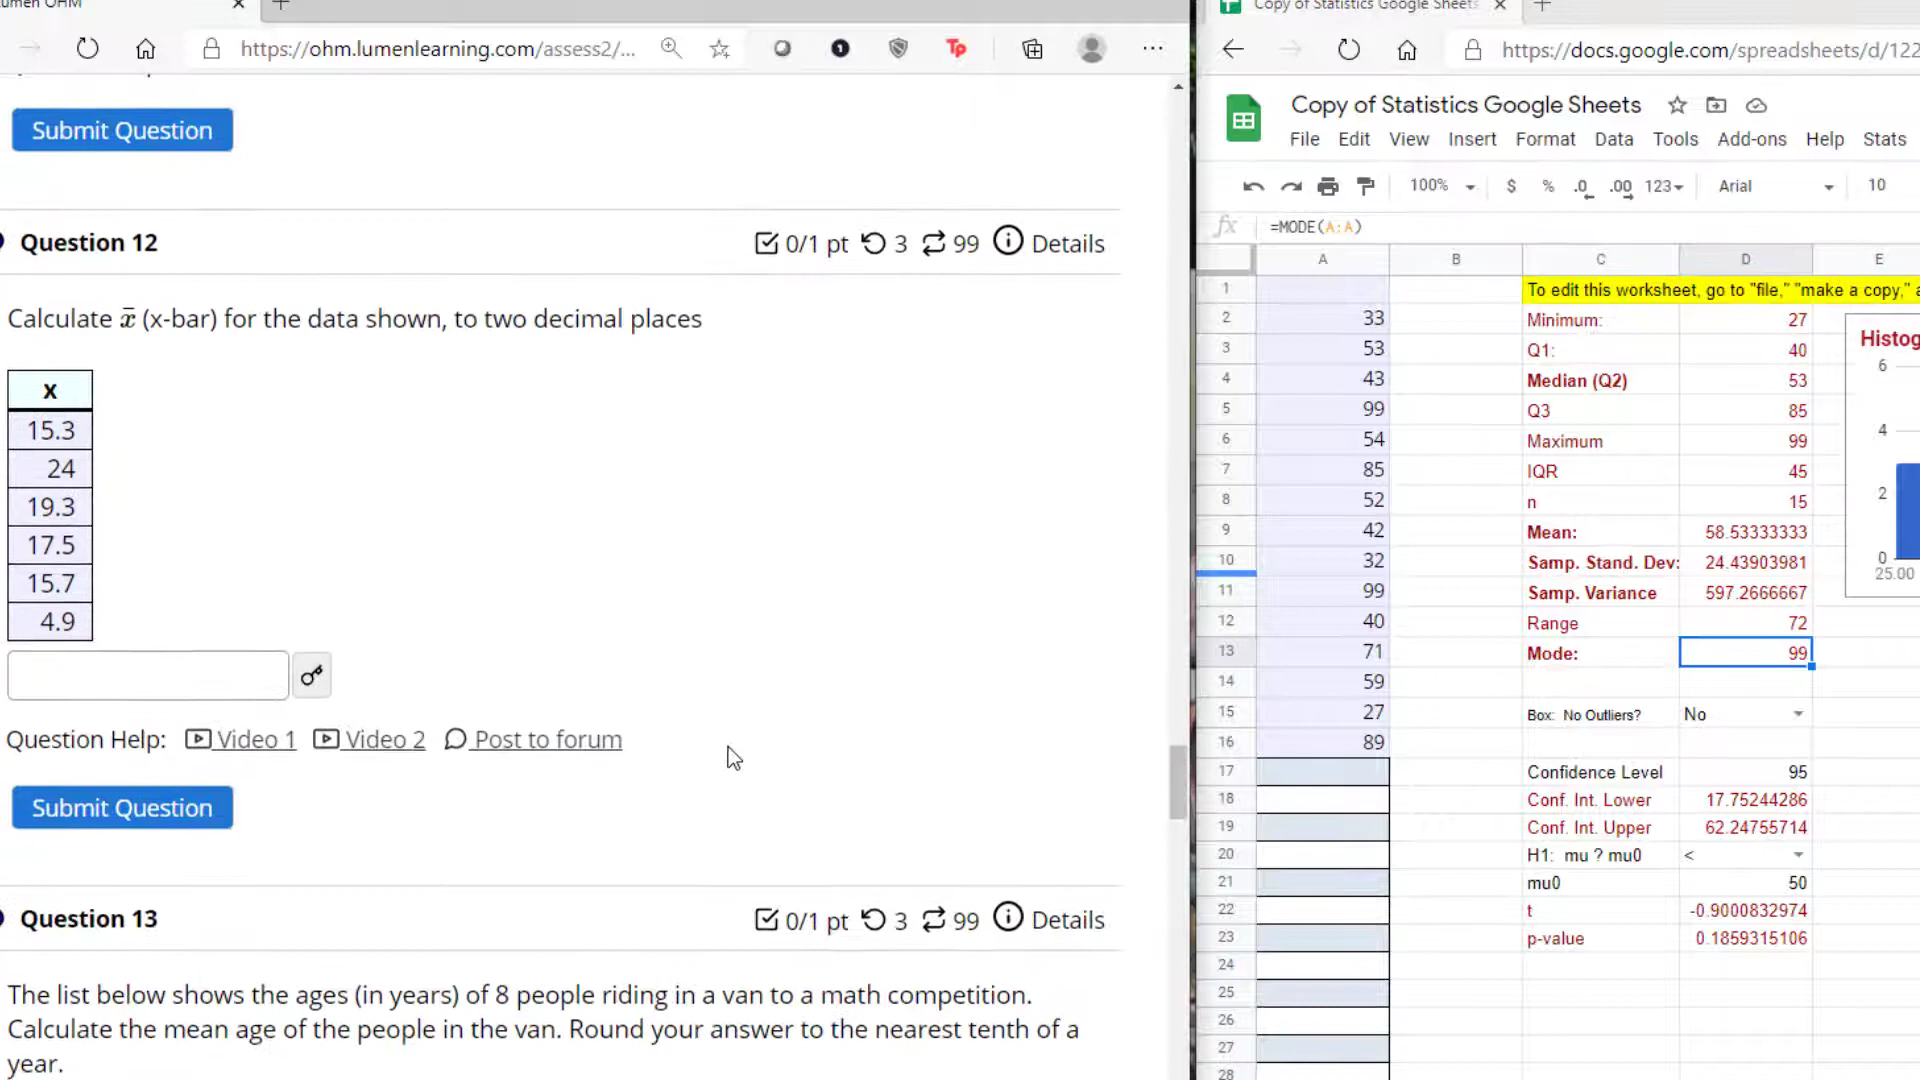 umen OHM
Copy of Statistics Google Sheets
https://ohm.lumenlearning.com/assess2/...
https://docs.google.com/spreadsheets/d/122
Submit Question
Question 12
0/1 pt 3 99 Details
Calculate x̄ (x-bar) for the data shown, to two decimal places
x
15.3
24
19.3
17.5
15.7
4.9
Question Help: Video 1 Video 2 Post to forum
Submit Question
Question 13
0/1 pt 3 99 Details
The list below shows the ages (in years) of 8 people riding in a van to a math competition.
Calculate the mean age of the people in the van. Round your answer to the nearest tenth of a
year.
Copy of Statistics Google Sheets
File Edit View Insert Format Data Tools Add-ons Help Stats
100% $ % .0 .00 123 Arial 10
fx =MODE(A:A)
A B C D E
1 To edit this worksheet, go to "file," "make a copy," a
2 33 Minimum: 27
3 53 Q1: 40
4 43 Median (Q2) 53
5 99 Q3 85
6 54 Maximum 99
7 85 IQR 45
8 52 n 15
9 42 Mean: 58.53333333
10 32 Samp. Stand. Dev: 24.43903981
11 99 Samp. Variance 597.2666667
12 40 Range 72
13 71 Mode: 99
14 59
15 27 Box: No Outliers? No
16 89
17 Confidence Level 95
18 Conf. Int. Lower 17.75244286
19 Conf. Int. Upper 62.24755714
20 H1: mu ? mu0 <
21 mu0 50
22 t -0.9000832974
23 p-value 0.1859315106
24
25
26
27
28
Histog
6
4
2
0
25.00